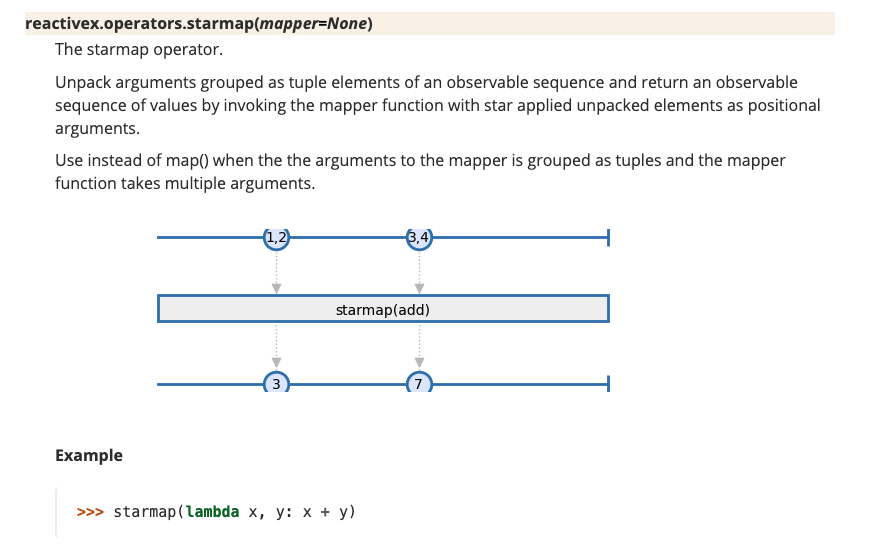 reactivex.operators.starmap(mapper=None)
The starmap operator.
Unpack arguments grouped as tuple elements of an observable sequence and return an observable
sequence of values by invoking the mapper function with star applied unpacked elements as positional
arguments.
Use instead of map() when the the arguments to the mapper is grouped as tuples and the mapper
function takes multiple arguments.
1,2 3,4
starmap(add)
3 7
Example
>>> starmap(lambda x, y: x + y)